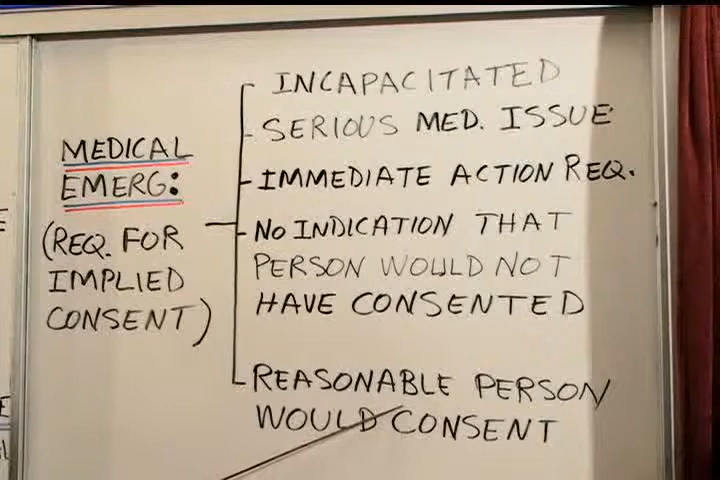 MEDICAL
EMERG:
(REQ. FOR
IMPLIED
CONSENT)
INCAPACITATED
SERIOUS MED. ISSUE
IMMEDIATE ACTION REQ.
NO INDICATION THAT
PERSON WOULD NOT
HAVE CONSENTED
REASONABLE PERSON
WOULD CONSENT